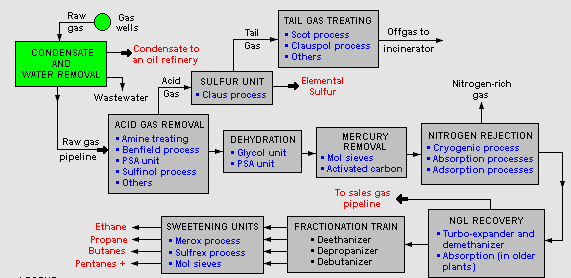 Raw
gas
Gas
wells
CONDENSATE
AND
WATER REMOVAL
Condensate to
an oil refinery
Wastewater
Raw gas
pipeline
ACID GAS REMOVAL
• Amine treating
• Benfield process
• PSA unit
• Sulfinol process
• Others
Acid
Gas
SULFUR UNIT
• Claus process
Elemental
Sulfur
Tail
Gas
TAIL GAS TREATING
• Scot process
• Clauspol process
• Others
Offgas to
incinerator
DEHYDRATION
• Glycol unit
• PSA unit
MERCURY
REMOVAL
• Mol sieves
• Activated carbon
Nitrogen-rich
gas
NITROGEN REJECTION
• Cryogenic process
• Absorption processes
• Adsorption processes
To sales gas
pipeline
NGL RECOVERY
• Turbo-expander and
demethanizer
• Absorption (in older
plants)
FRACTIONATION TRAIN
• Deethanizer
• Depropanizer
• Debutanizer
SWEETENING UNITS
• Merox process
• Sulfrex process
• Mol sieves
Ethane
Propane
Butanes
Pentanes +